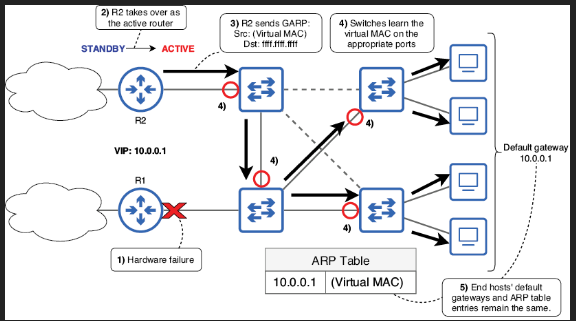 2) R2 takes over as
the active router
STANDBY
ACTIVE
3) R2 sends GARP:
Src: (Virtual MAC)
Dst: ffff.ffff.ffff
4) Switches learn the
virtual MAC on the
appropriate ports
R2
4)
4)
VIP: 10.0.0.1
4)
Default gateway
10.0.0.1
R1
4)
1) Hardware failure
ARP Table
10.0.0.1 (Virtual MAC)
5) End hosts' default
gateways and ARP table
entries remain the same.